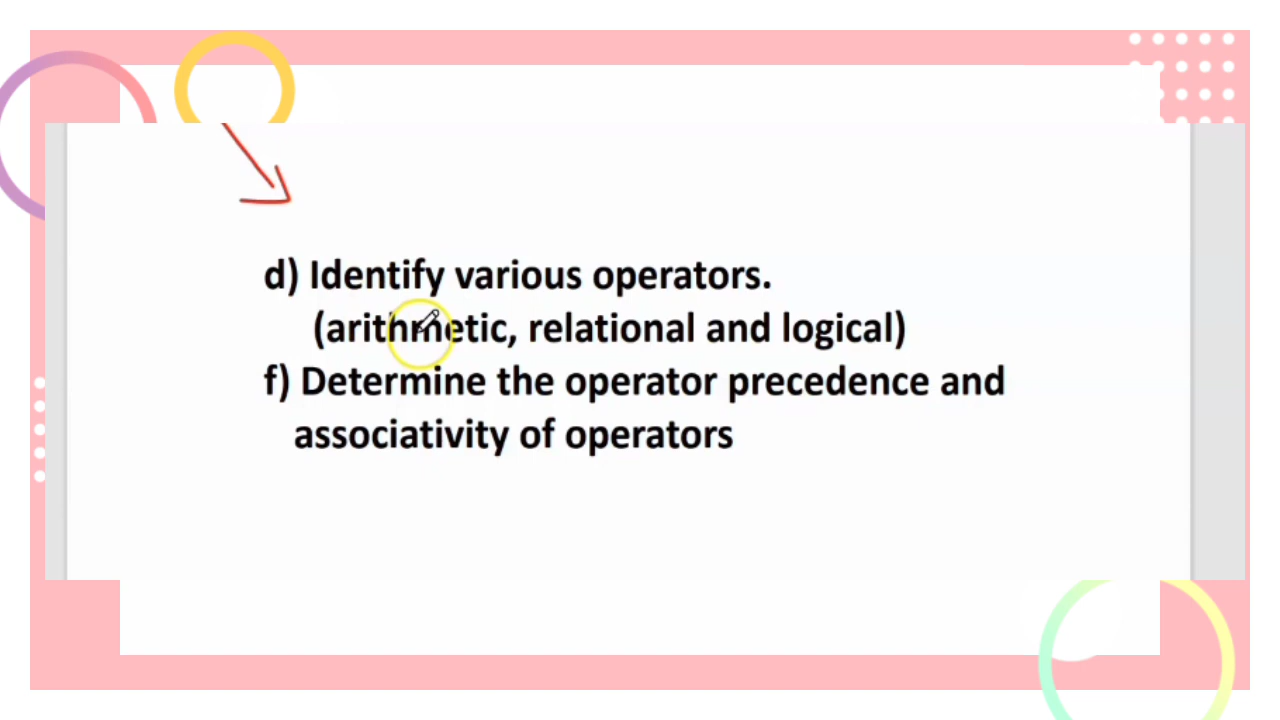 d) Identify various operators.
(arithmetic, relational and logical)
f) Determine the operator precedence and
associativity of operators